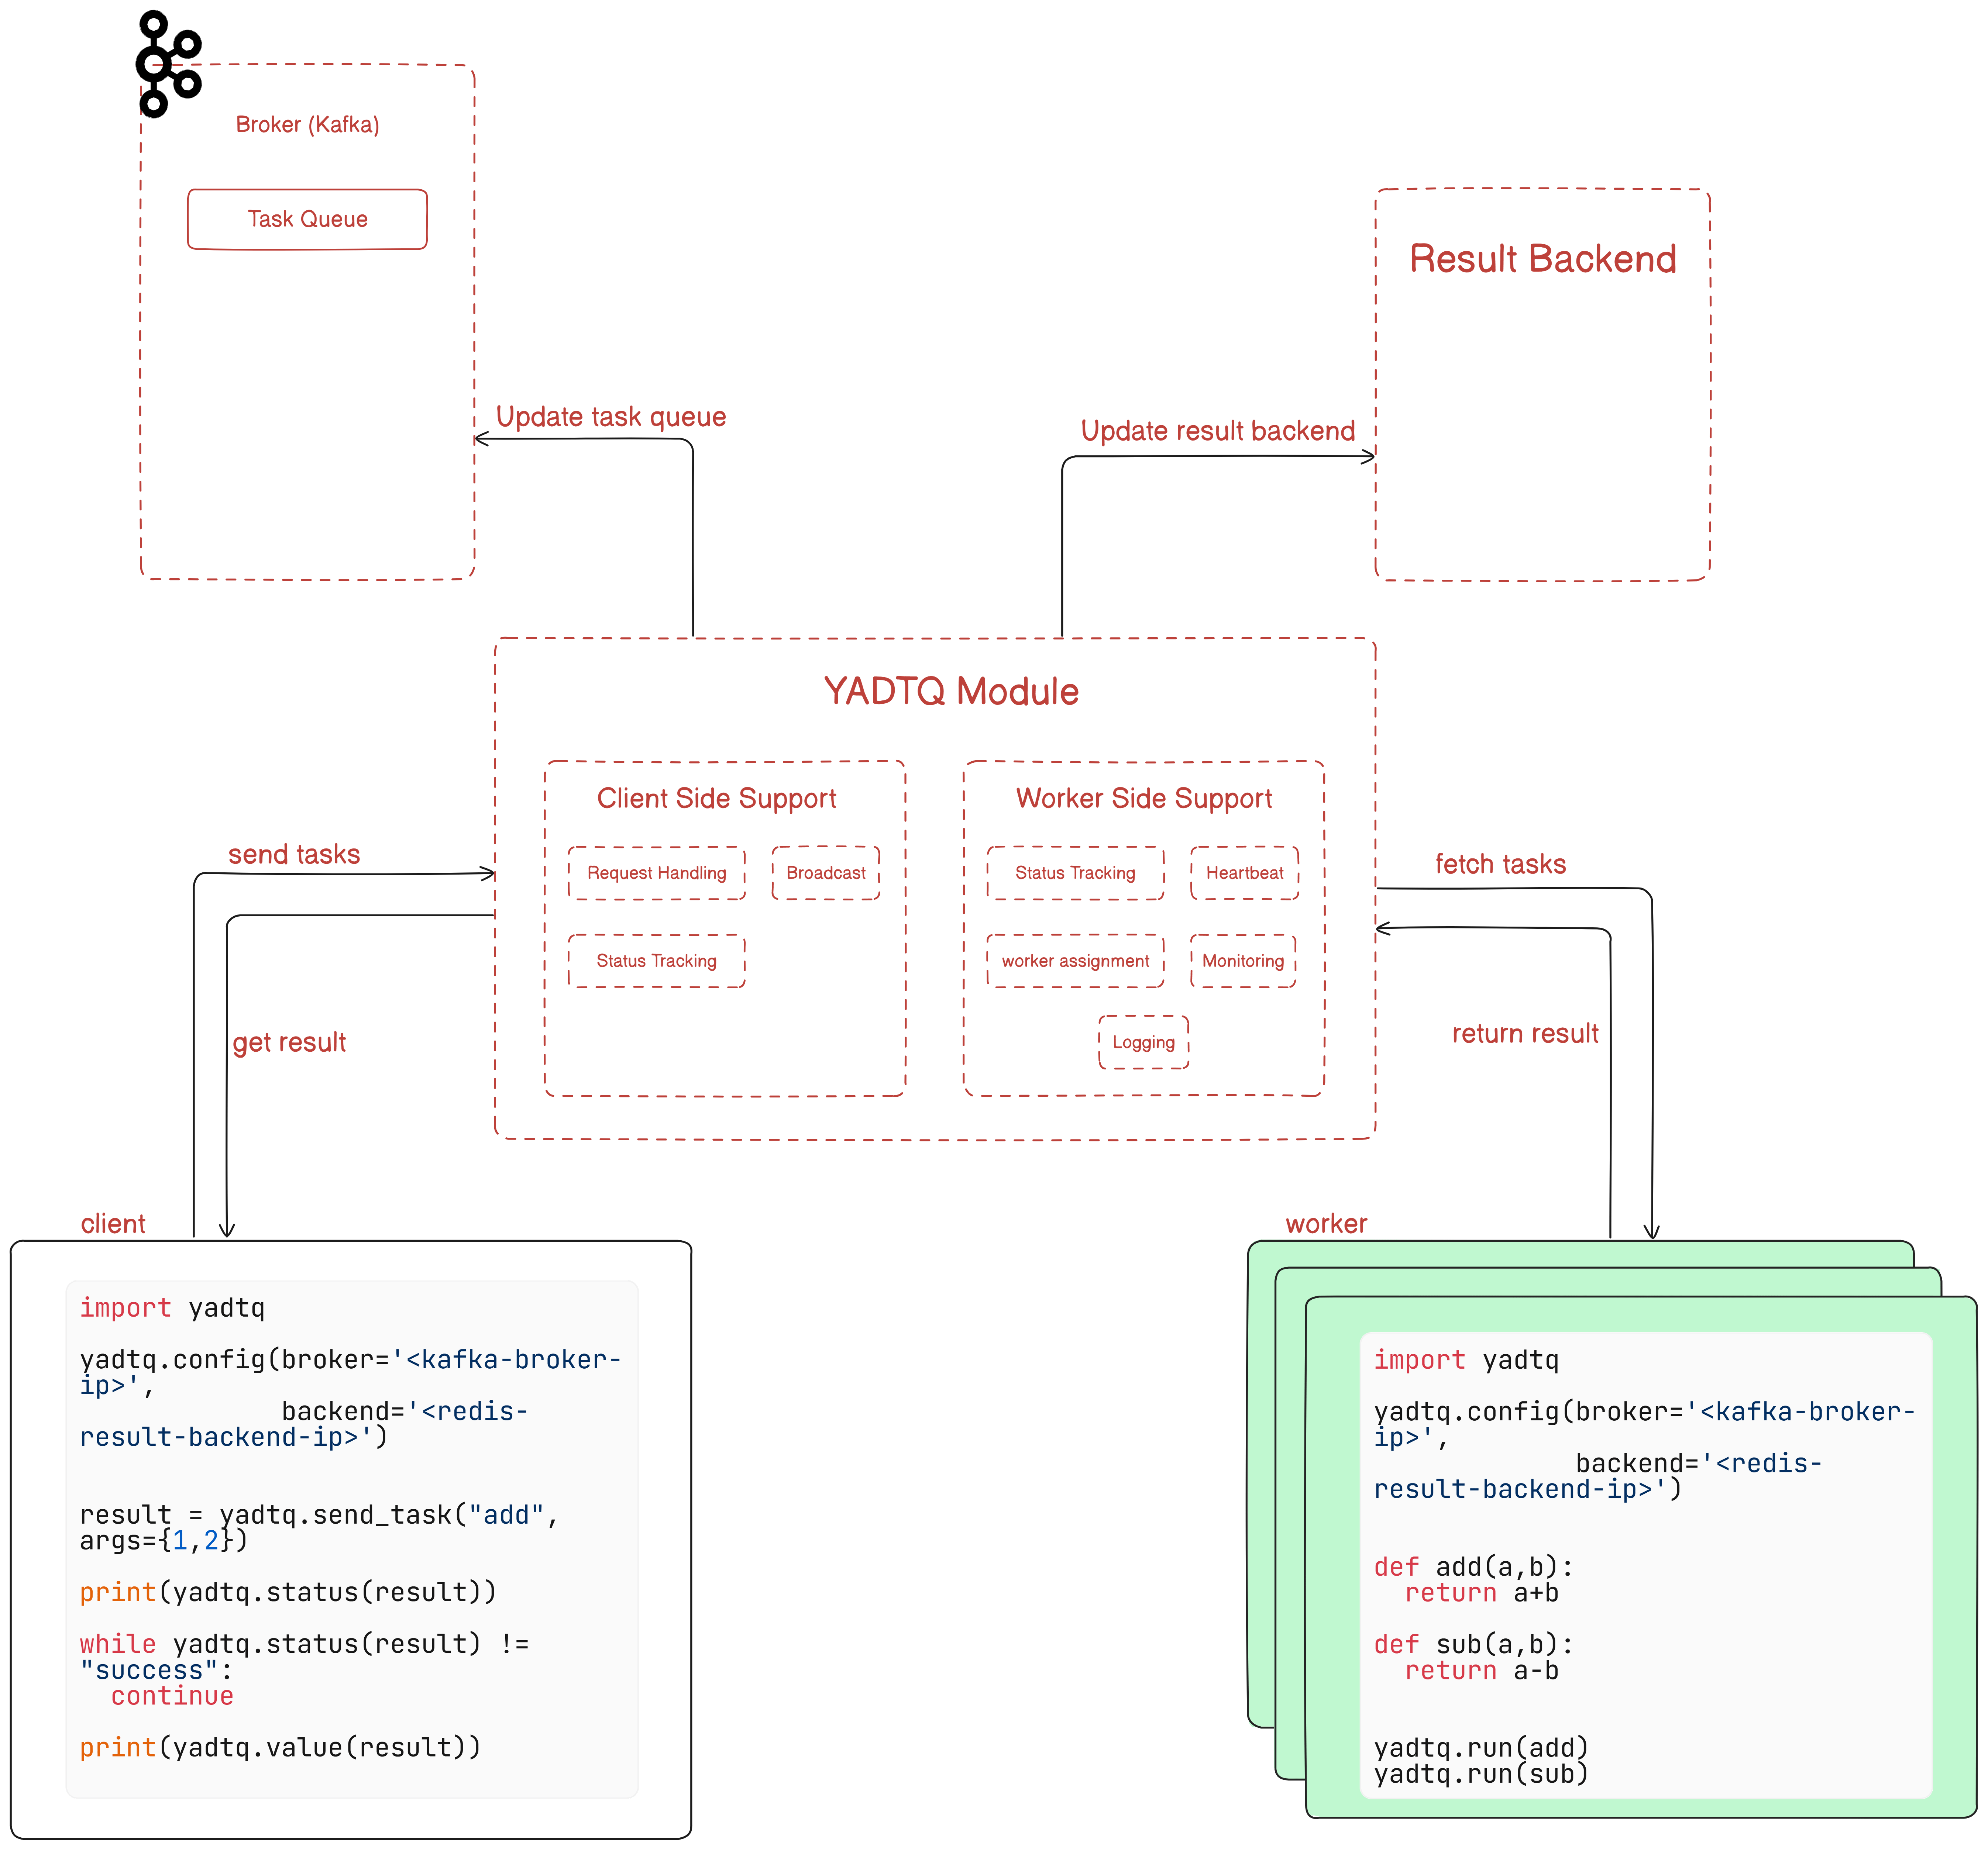 Broker (Kafka)
Task Queue
Result Backend
Update task queue
Update result backend
YADTQ Module
Client Side Support
Request Handling
Broadcast
Status Tracking
Worker Side Support
Status Tracking
Heartbeat
worker assignment
Monitoring
Logging
send tasks
get result
fetch tasks
return result
client
import yadtq
yadtq.config(broker='<kafka-broker-
ip>',
backend='<redis-
result-backend-ip>')
result = yadtq.send_task("add",
args={1,2})
print(yadtq.status(result))
while yadtq.status(result) !=
"success":
continue
print(yadtq.value(result))
worker
import yadtq
yadtq.config(broker='<kafka-broker-
ip>',
backend='<redis-
result-backend-ip>')
def add(a,b):
return a+b
def sub(a,b):
return a-b
yadtq.run(add)
yadtq.run(sub)